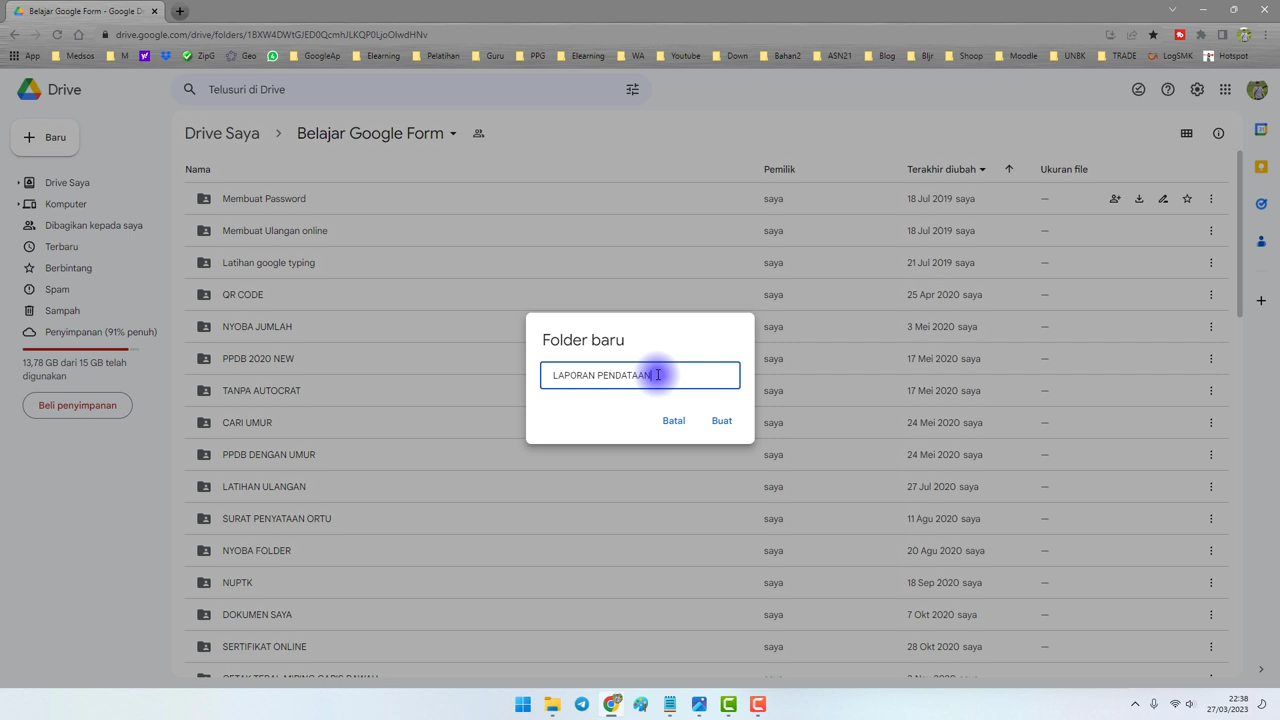 Belajar Google Form - Google D
drive.google.com/drive/folders/1BXW4DWtGJED0QcmhJLKQP0LjoIwdHNv
App Medsos M ZipG Geo GoogleAp Elearning Pelatihan Guru PPG Elearning WA Youtube Down Bahan2 ASN21 Blog Bljr Shoop Moodle UNBK TRADE LogSMK Hotspot
Drive
Telusuri di Drive
Baru
Drive Saya
Komputer
Dibagikan kepada saya
Terbaru
Berbintang
Spam
Sampah
Penyimpanan (91% penuh)
13,78 GB dari 15 GB telah
digunakan
Beli penyimpanan
Drive Saya > Belajar Google Form
Nama Pemilik Terakhir diubah Ukuran file
Membuat Password saya 18 Jul 2019 saya —
Membuat Ulangan online saya 18 Jul 2019 saya —
Latihan google typing saya 21 Jul 2019 saya —
QR CODE saya 25 Apr 2020 saya —
NYOBA JUMLAH saya 3 Mei 2020 saya —
PPDB 2020 NEW saya 17 Mei 2020 saya —
TANPA AUTOCRAT saya 17 Mei 2020 saya —
CARI UMUR saya 24 Mei 2020 saya —
PPDB DENGAN UMUR saya 24 Mei 2020 saya —
LATIHAN ULANGAN saya 27 Jul 2020 saya —
SURAT PENYATAAN ORTU saya 11 Agu 2020 saya —
NYOBA FOLDER saya 20 Agu 2020 saya —
NUPTK saya 18 Sep 2020 saya —
DOKUMEN SAYA saya 7 Okt 2020 saya —
SERTIFIKAT ONLINE saya 28 Okt 2020 saya —
Folder baru
LAPORAN PENDATAAN
Batal Buat
22:38
27/03/2023